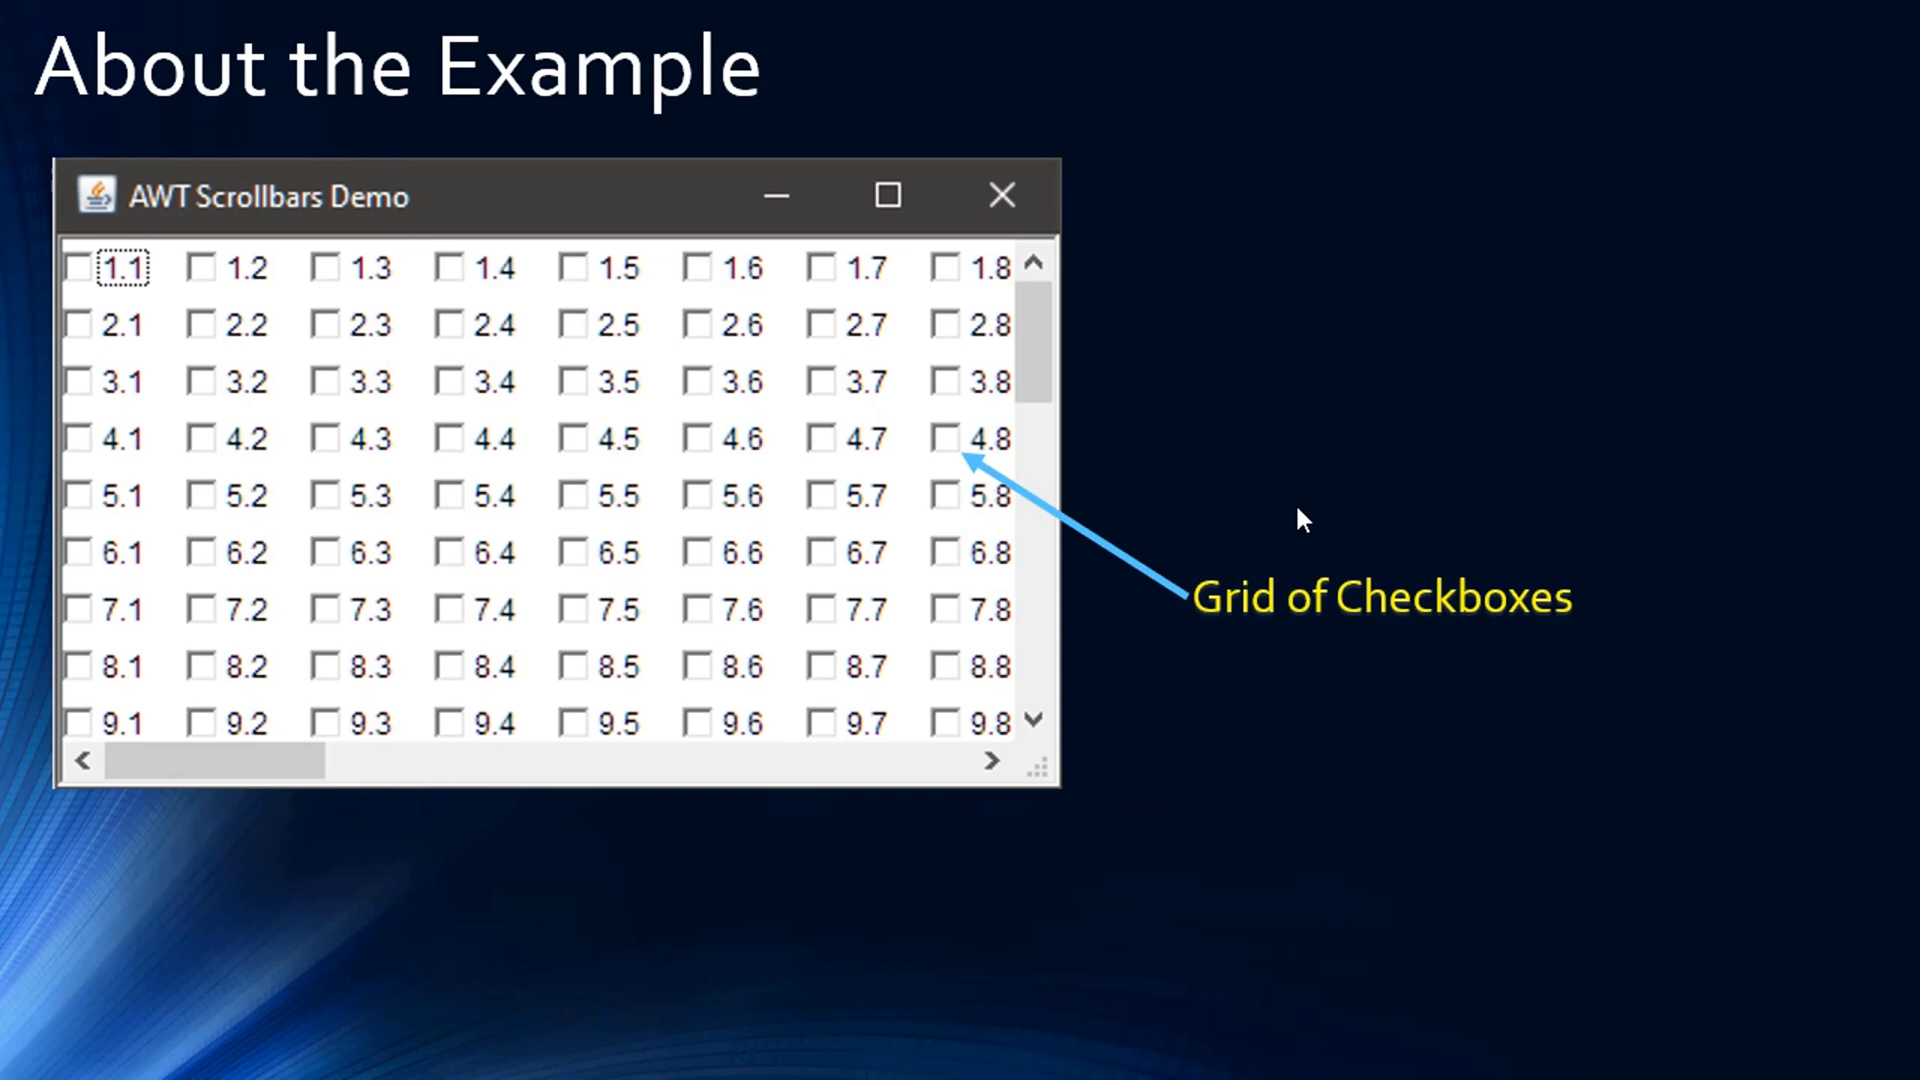 About the Example
AWT Scrollbars Demo
1.1 1.2 1.3 1.4 1.5 1.6 1.7 1.8
2.1 2.2 2.3 2.4 2.5 2.6 2.7 2.8
3.1 3.2 3.3 3.4 3.5 3.6 3.7 3.8
4.1 4.2 4.3 4.4 4.5 4.6 4.7 4.8
5.1 5.2 5.3 5.4 5.5 5.6 5.7 5.8
6.1 6.2 6.3 6.4 6.5 6.6 6.7 6.8
7.1 7.2 7.3 7.4 7.5 7.6 7.7 7.8
8.1 8.2 8.3 8.4 8.5 8.6 8.7 8.8
9.1 9.2 9.3 9.4 9.5 9.6 9.7 9.8
Grid of Checkboxes